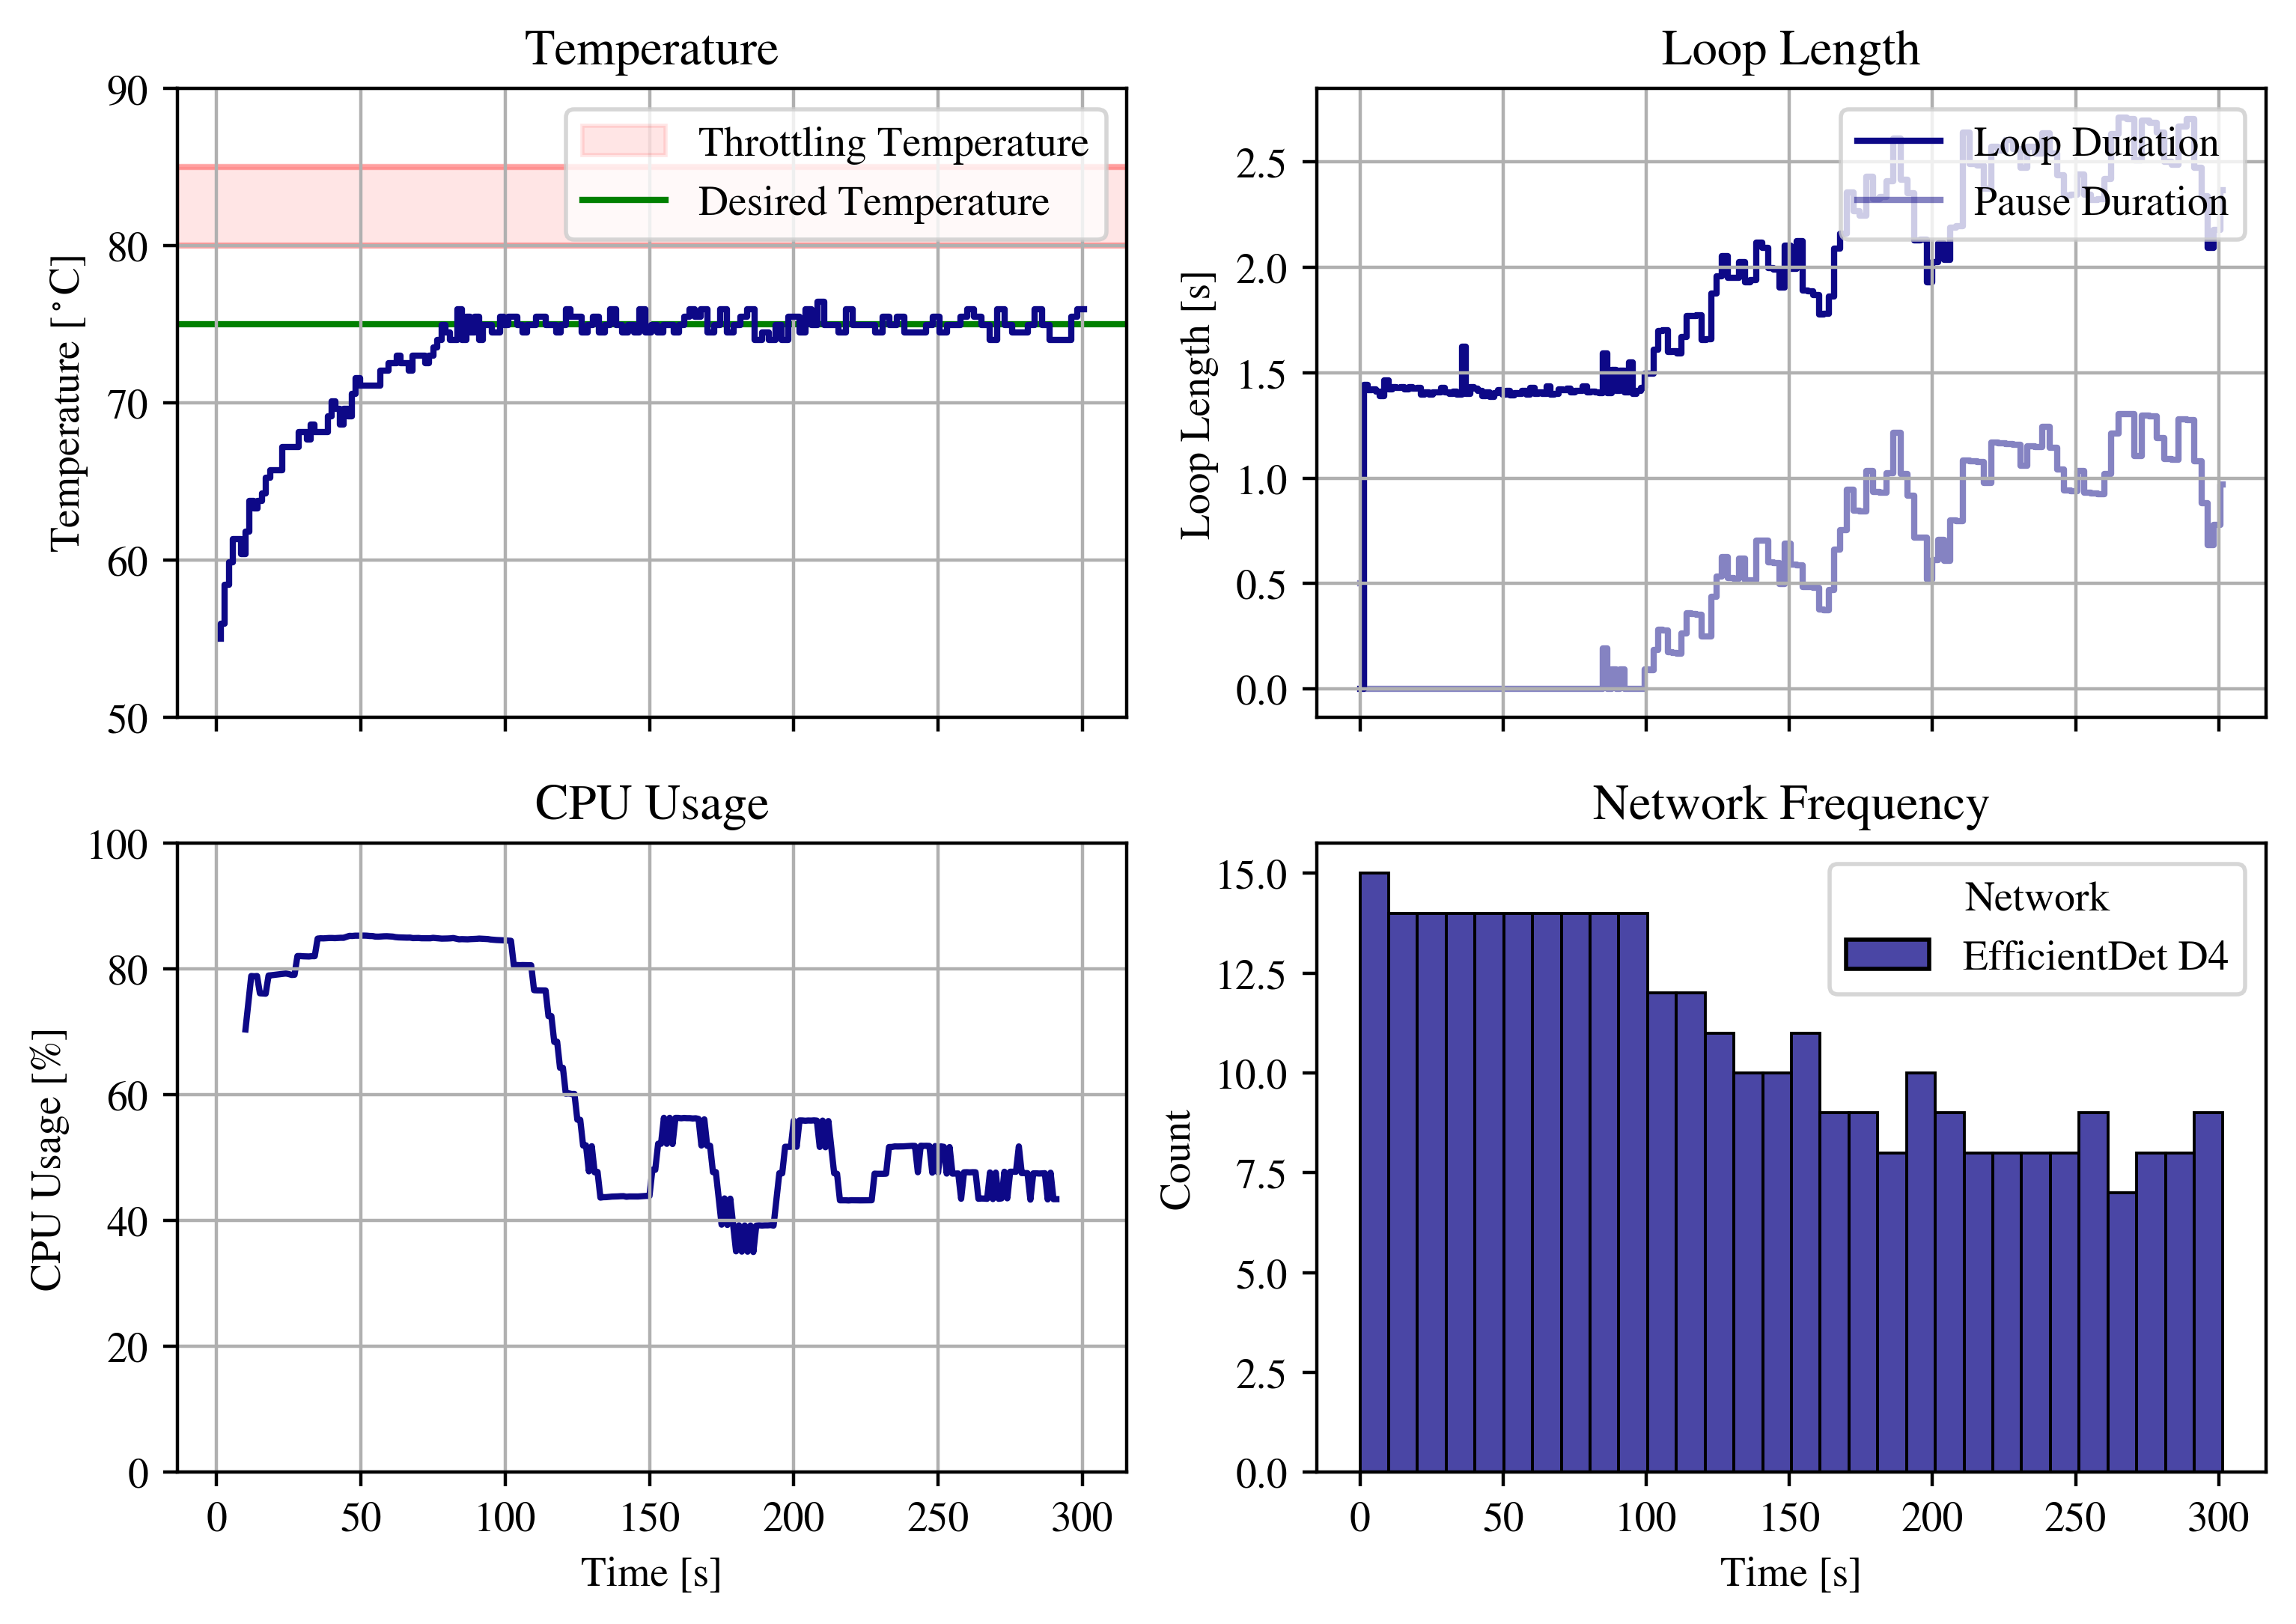 Temperature
90
80
70
60
50
Temperature [°C]
Throttling Temperature
Desired Temperature
Loop Length
2.5
2.0
1.5
1.0
0.5
0.0
Loop Length [s]
Loop Duration
Pause Duration
CPU Usage
100
80
60
40
20
0
CPU Usage [%]
0 50 100 150 200 250 300
Time [s]
Network Frequency
15.0
12.5
10.0
7.5
5.0
2.5
0.0
Count
Network
EfficientDet D4
0 50 100 150 200 250 300
Time [s]